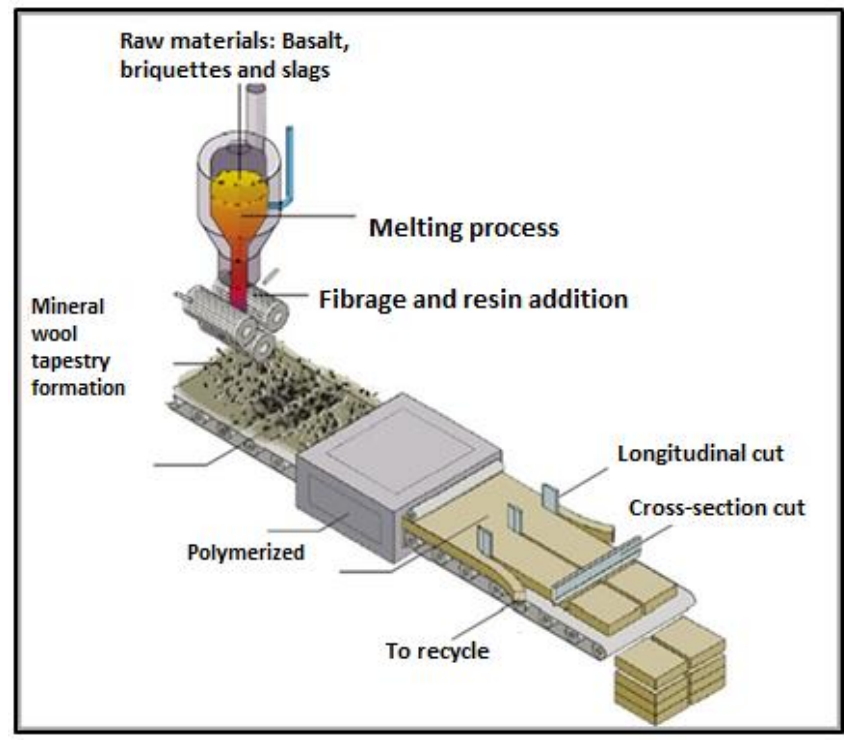 Raw materials: Basalt,
briquettes and slags
Melting process
Fibrage and resin addition
Mineral
wool
tapestry
formation
Longitudinal cut
Cross-section cut
Polymerized
To recycle